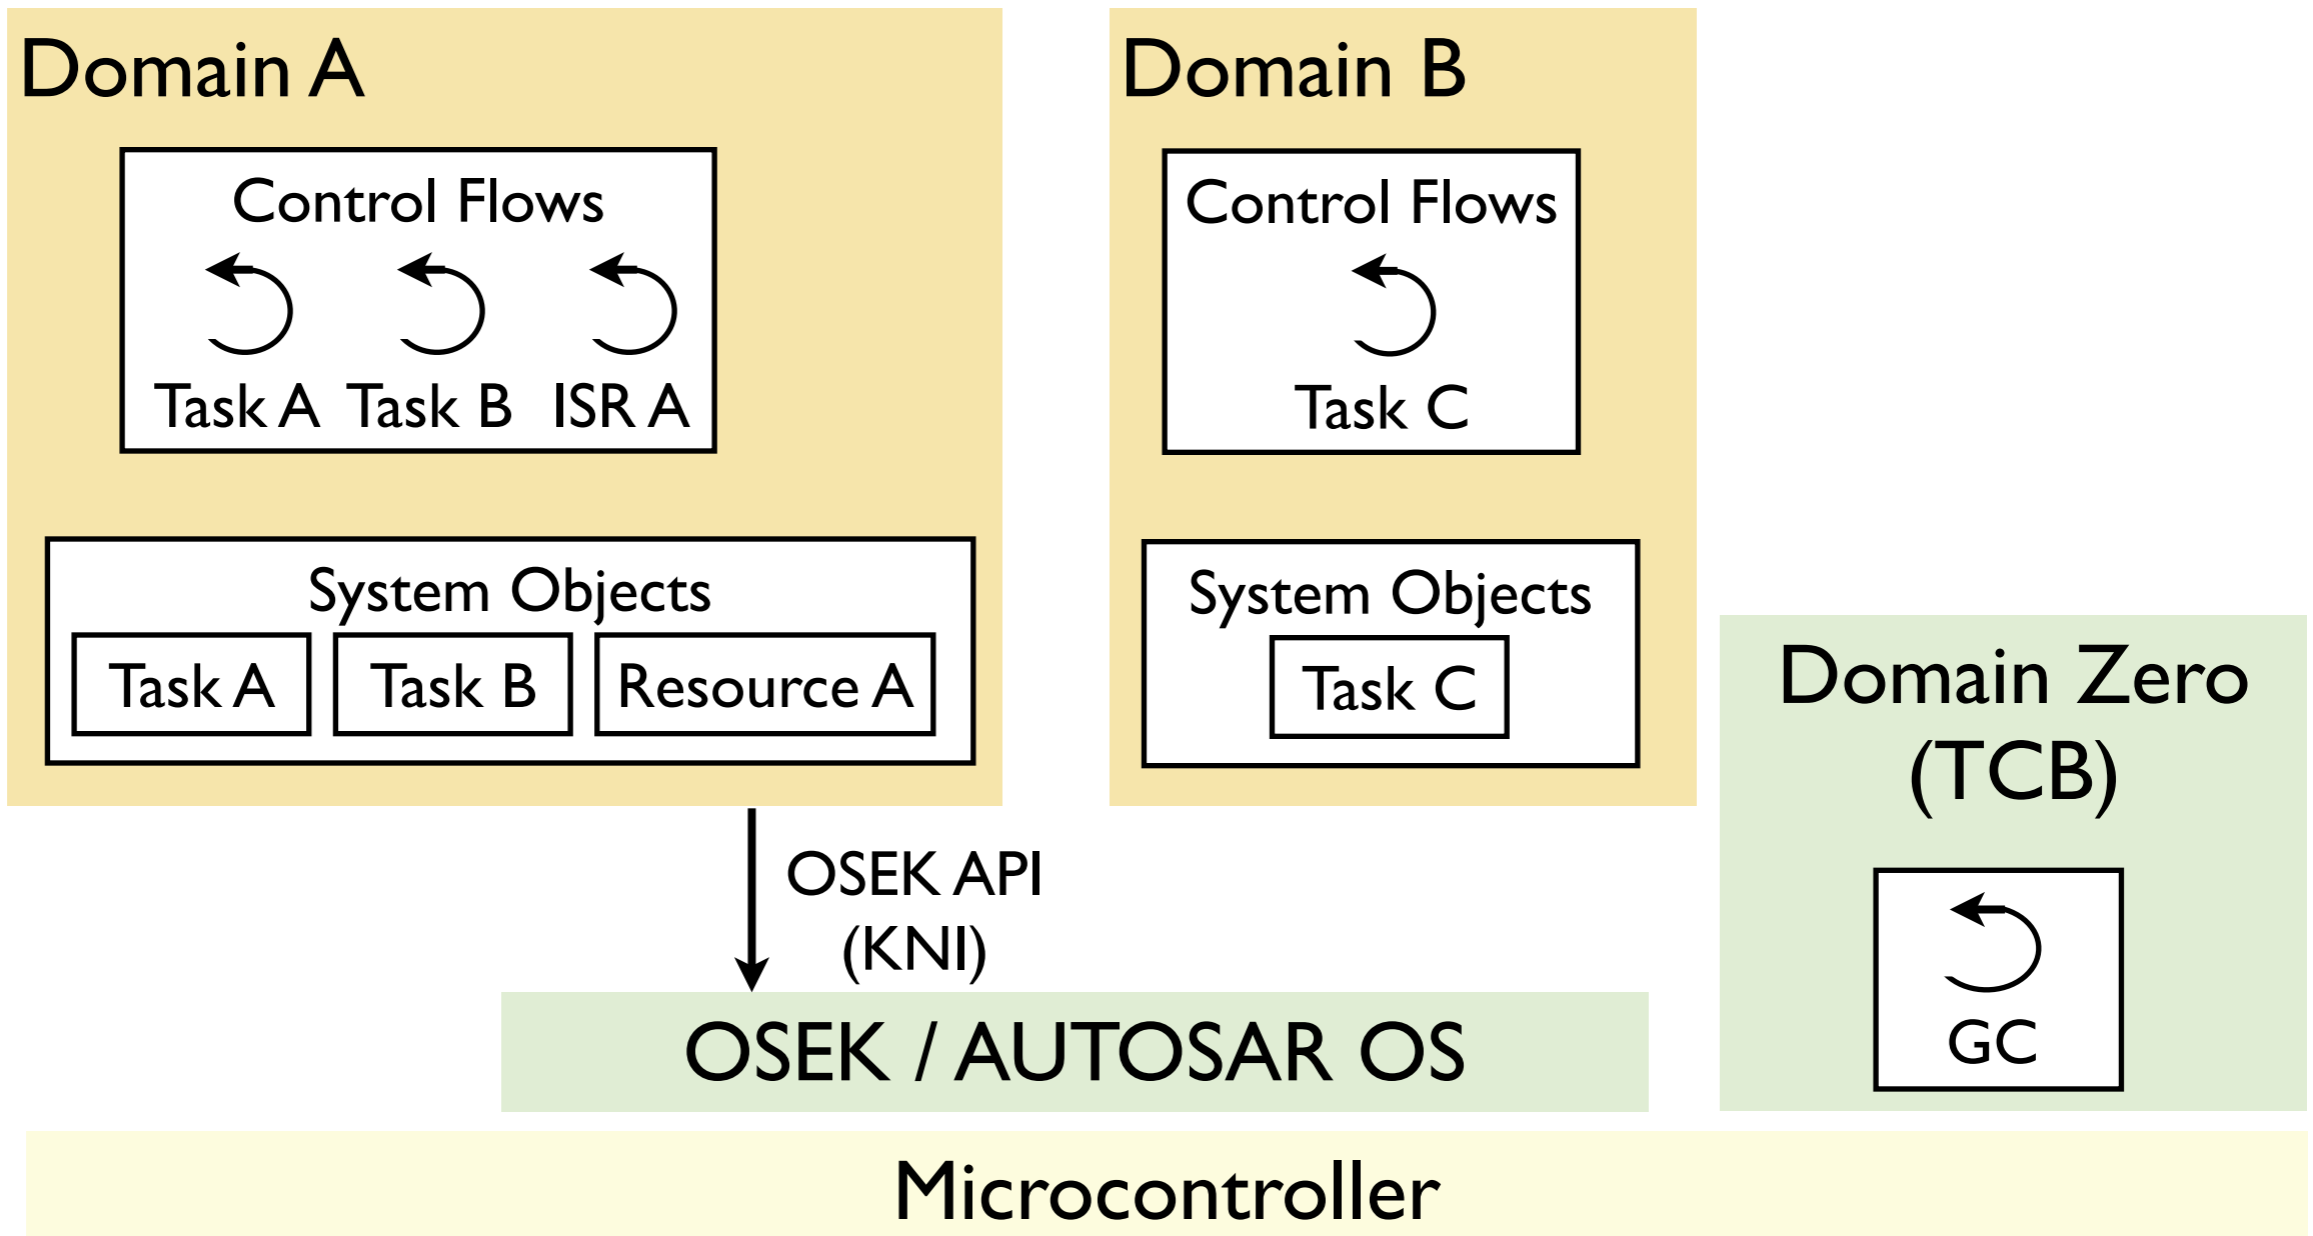 Domain A
Control Flows
Task A Task B ISR A
System Objects
Task A Task B Resource A
Domain B
Control Flows
Task C
System Objects
Task C
Domain Zero
(TCB)
GC
OSEK API
(KNI)
OSEK / AUTOSAR OS
Microcontroller